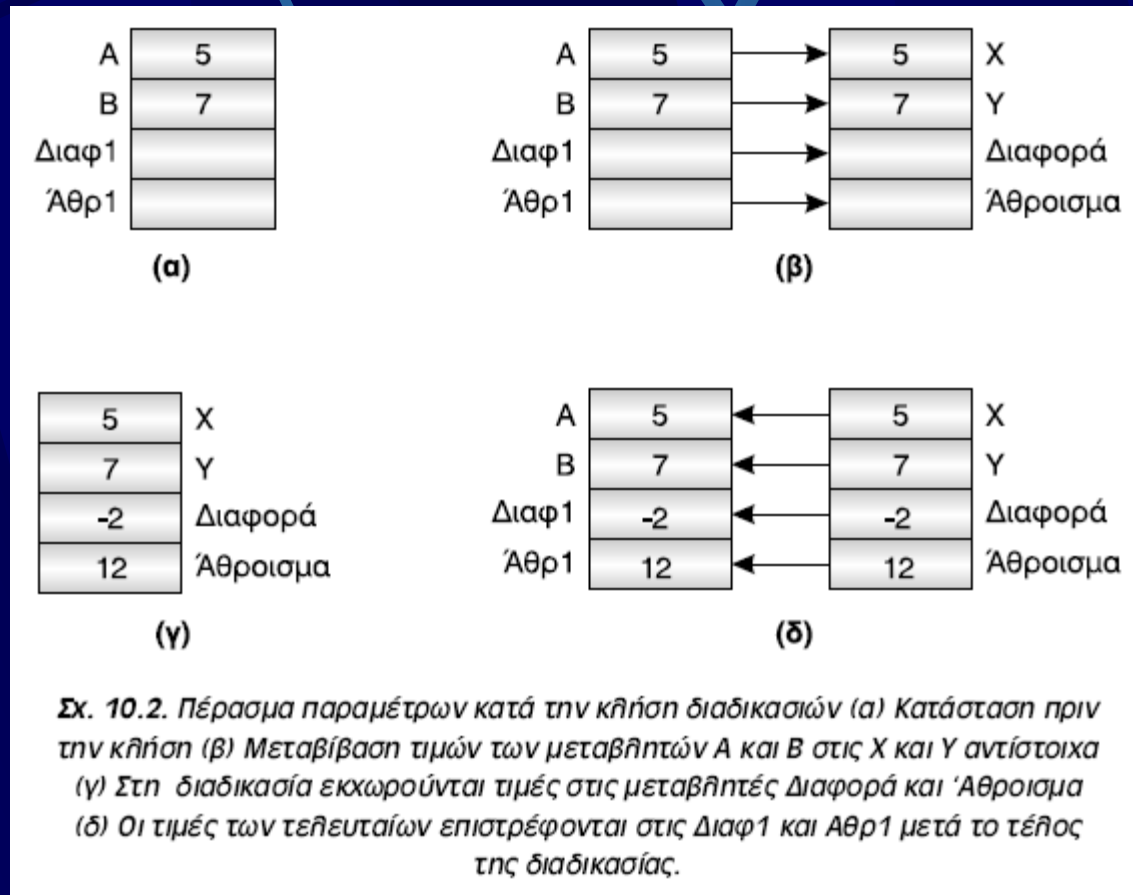 A 5
B 7
Διαφ1
Άθρ1
(α)
A 5 5 X
B 7 7 Y
Διαφ1 Διαφορά
Άθρ1 Άθροισμα
(β)
5 X
7 Y
-2 Διαφορά
12 Άθροισμα
(γ)
A 5 5 X
B 7 7 Y
Διαφ1 -2 -2 Διαφορά
Άθρ1 12 12 Άθροισμα
(δ)
Σχ. 10.2. Πέρασμα παραμέτρων κατά την κλήση διαδικασιών (α) Κατάσταση πριν
την κλήση (β) Μεταβίβαση τιμών των μεταβλητών Α και Β στις Χ και Υ αντίστοιχα
(γ) Στη διαδικασία εκχωρούνται τιμές στις μεταβλητές Διαφορά και 'Αθροισμα
(δ) Οι τιμές των τελευταίων επιστρέφονται στις Διαφ1 και Αθρ1 μετά το τέλος
της διαδικασίας.